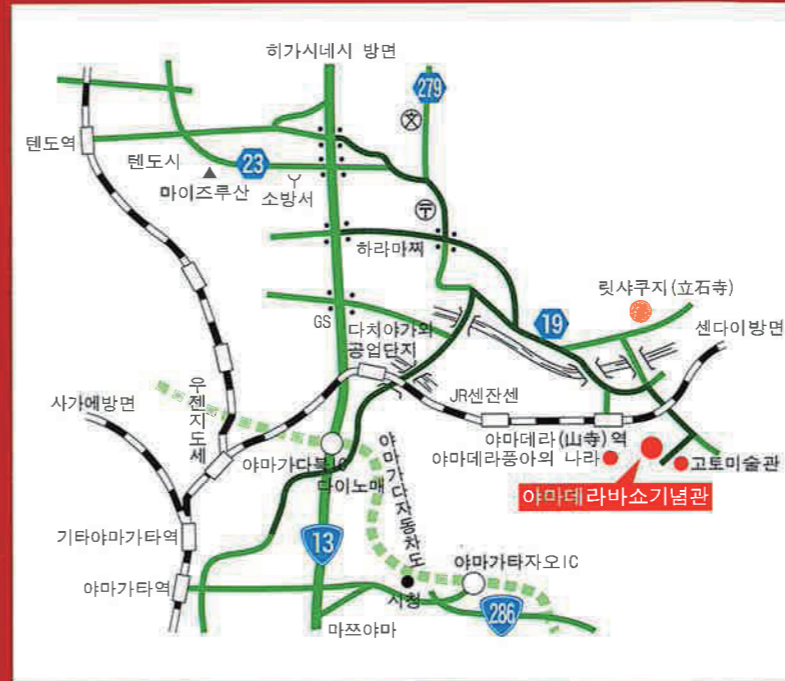 히가시네시 방면
279
文
텐도역
텐도시
23
마이즈루산
소방서
〒
하라마찌
릿샤쿠지(立石寺)
19
GS
다치야가와
공업단지
센다이방면
사가에방면
우젠지도세
JR센잔센
야마데라(山寺)역
야마가다북IC
야마데라풍아의 나라
고토미술관
다이노매
야마가다자동차도
야마데라바쇼기념관
13
기타야마가타역
야마가타자오IC
야마가타역
시청
286
마쯔야마